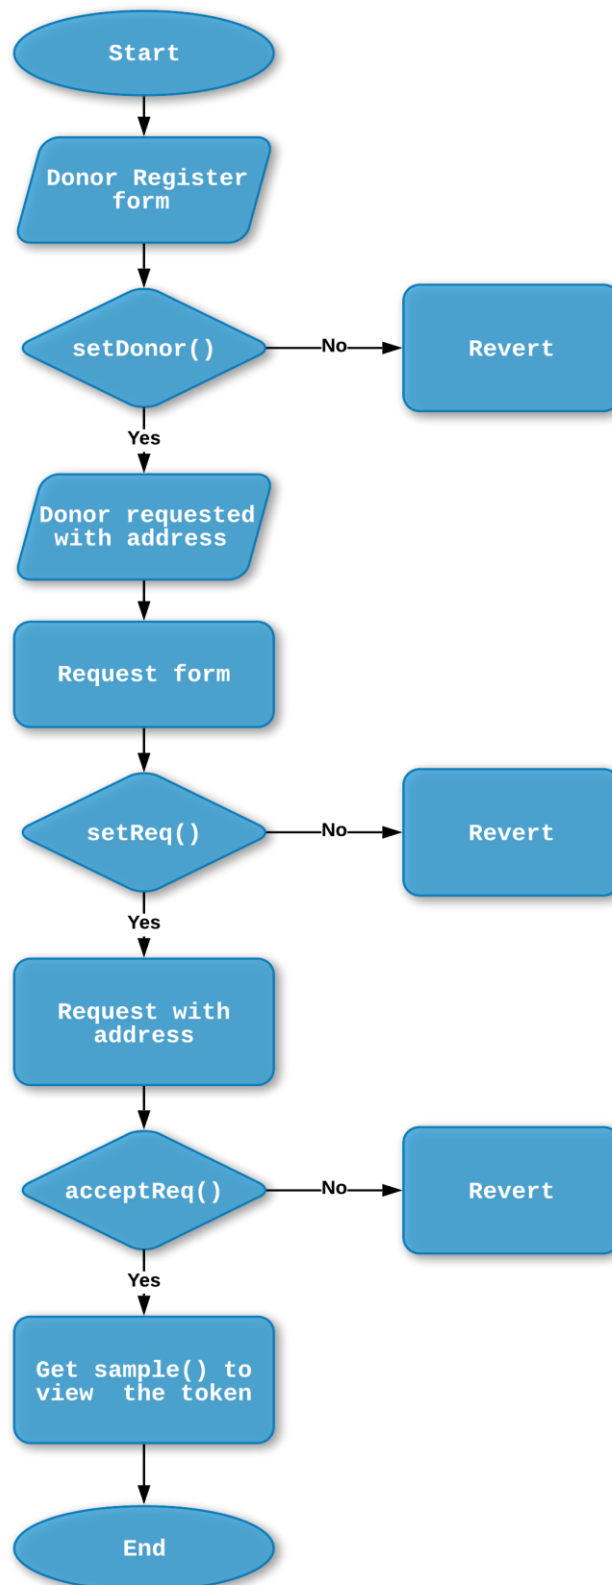 Start
Donor Register
form
setDonor()
No
Revert
Yes
Donor requested
with address
Request form
setReq()
No
Revert
Yes
Request with
address
acceptReq()
No
Revert
Yes
Get sample() to
view  the token
End